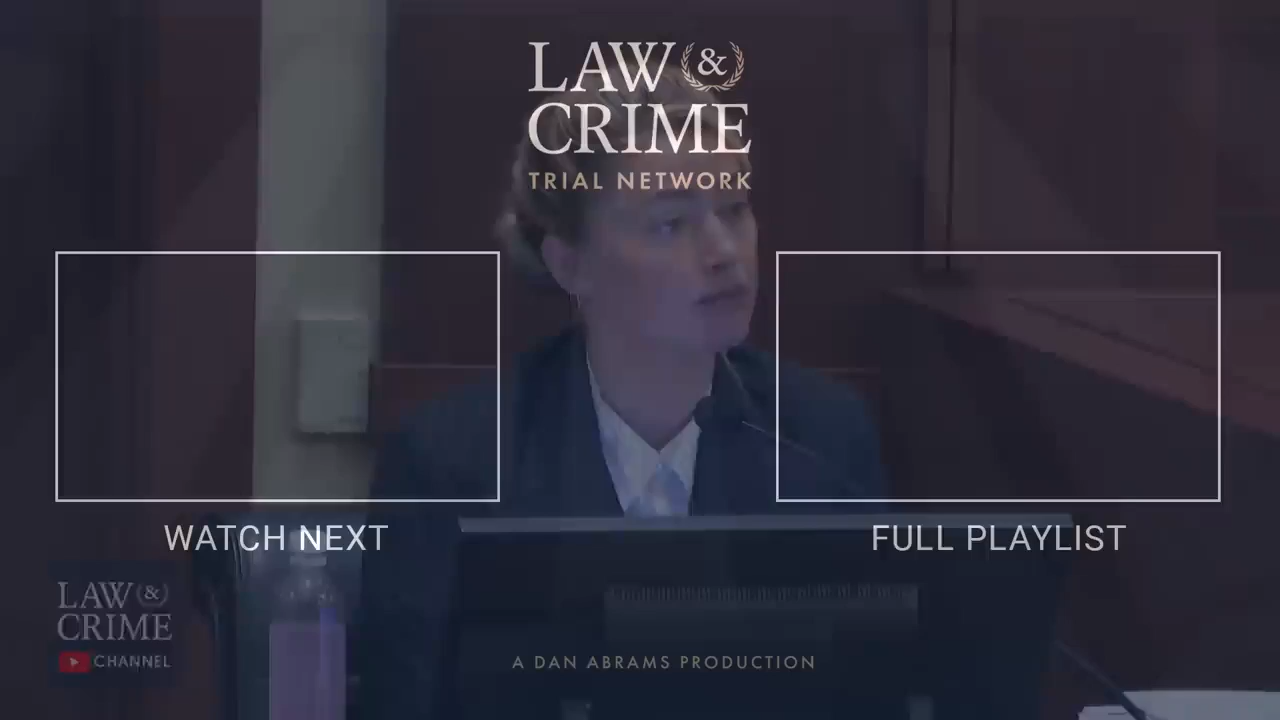 LAW &
CRIME
TRIAL NETWORK
WATCH NEXT
FULL PLAYLIST
LAW &
CRIME
CHANNEL
A DAN ABRAMS PRODUCTION